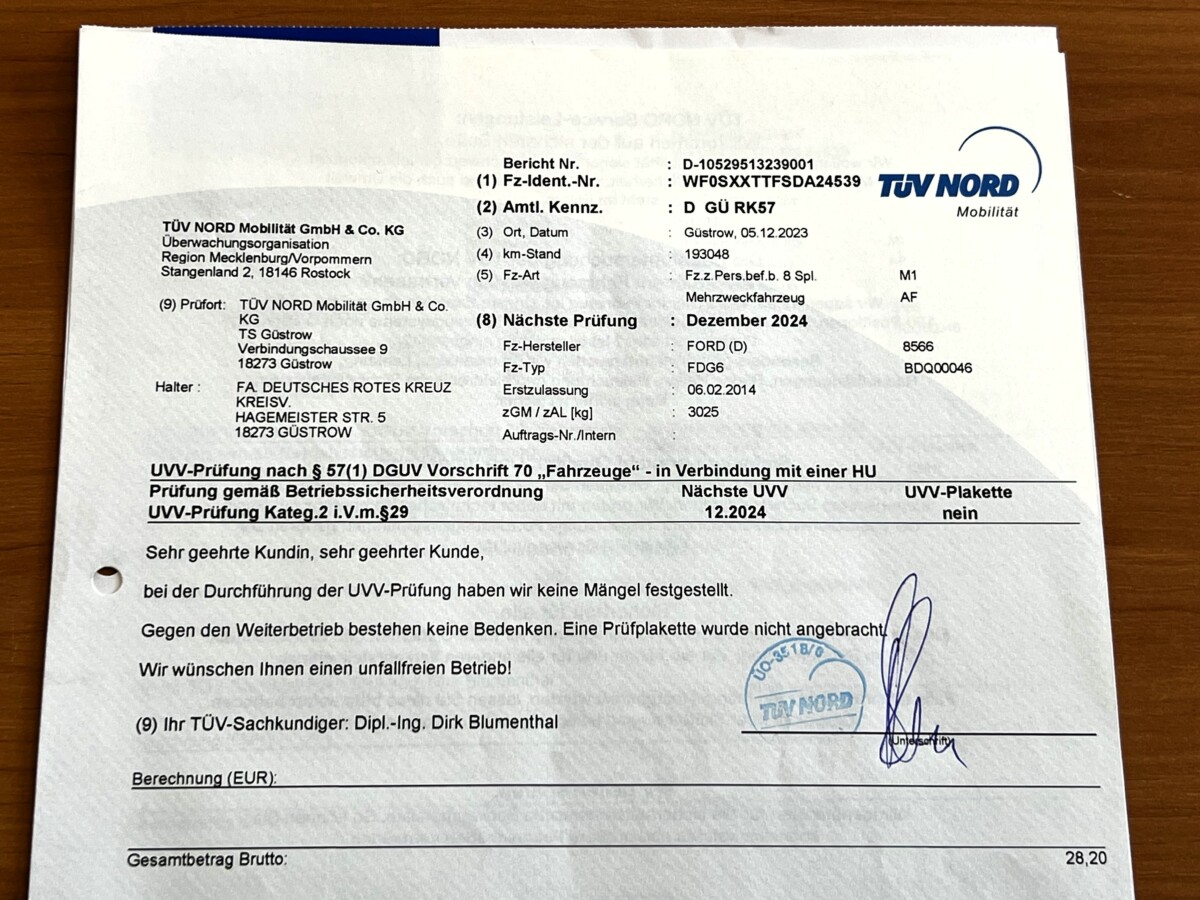 Bericht Nr. : D-10529513239001
(1) Fz-Ident.-Nr. : WF0SXXTTFSDA24539
TÜV NORD
Mobilität
(2) Amtl. Kennz. : D GÜ RK57
TÜV NORD Mobilität GmbH & Co. KG
Überwachungsorganisation
Region Mecklenburg/Vorpommern
Stangenland 2, 18146 Rostock
(3) Ort, Datum : Güstrow, 05.12.2023
(4) km-Stand : 193048
(5) Fz-Art : Fz.z.Pers.bef.b. 8 Spl. M1
Mehrzweckfahrzeug AF
(9) Prüfort: TÜV NORD Mobilität GmbH & Co.
KG
TS Güstrow
Verbindungschaussee 9
18273 Güstrow
(8) Nächste Prüfung : Dezember 2024
Fz-Hersteller : FORD (D) 8566
Fz-Typ : FDG6 BDQ00046
Halter : FA. DEUTSCHES ROTES KREUZ
KREISV.
HAGEMEISTER STR. 5
18273 GÜSTROW
Erstzulassung : 06.02.2014
zGM / zAL [kg] : 3025
Auftrags-Nr./Intern :
UVV-Prüfung nach § 57(1) DGUV Vorschrift 70 „Fahrzeuge“ - in Verbindung mit einer HU
Prüfung gemäß Betriebssicherheitsverordnung Nächste UVV UVV-Plakette
UVV-Prüfung Kateg.2 i.V.m.§29 12.2024 nein
Sehr geehrte Kundin, sehr geehrter Kunde,
bei der Durchführung der UVV-Prüfung haben wir keine Mängel festgestellt.
Gegen den Weiterbetrieb bestehen keine Bedenken. Eine Prüfplakette wurde nicht angebracht.
Wir wünschen Ihnen einen unfallfreien Betrieb!
ÜO-3518/6
TÜV NORD
(9) Ihr TÜV-Sachkundiger: Dipl.-Ing. Dirk Blumenthal
(Unterschrift)
Berechnung (EUR):
Gesamtbetrag Brutto: 28,20